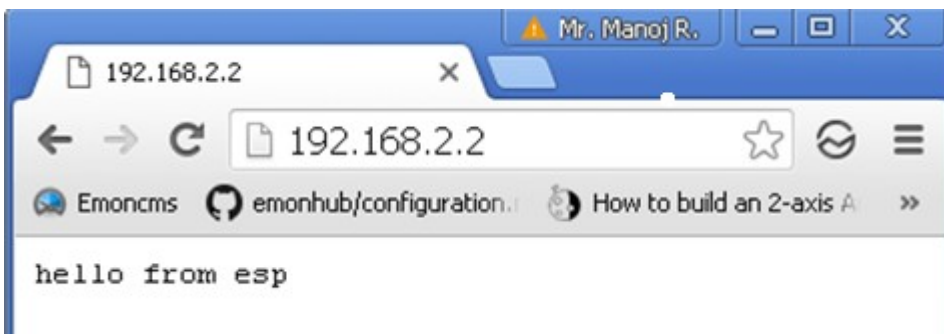 Mr. Manoj R.
192.168.2.2
192.168.2.2
Emoncms emonhub/configuration. How to build an 2-axis A
hello from esp